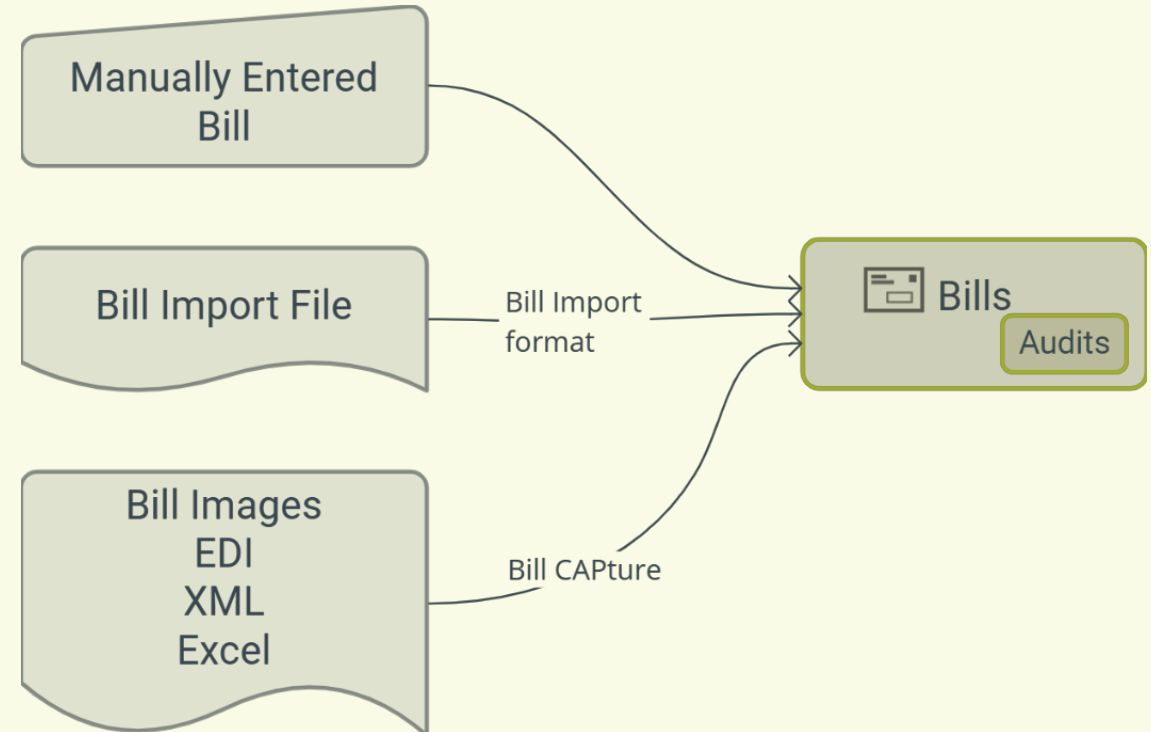 Manually Entered
Bill
Bill Import File
Bill Import
format
Bills
Audits
Bill Images
EDI
XML
Excel
Bill CAPture